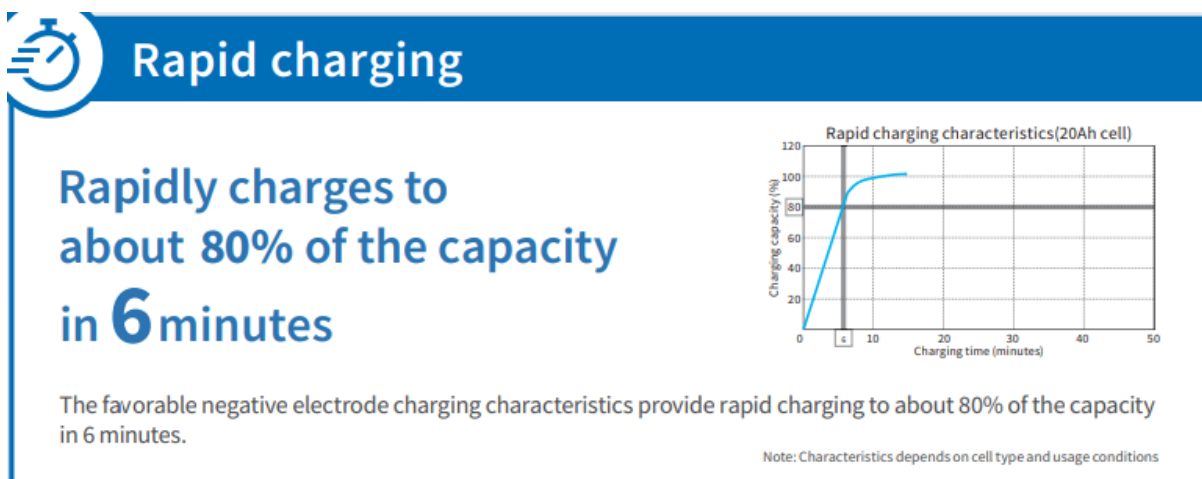 Rapid charging
Rapidly charges to
about 80% of the capacity
in 6 minutes
Rapid charging characteristics(20Ah cell)
Charging capacity (%)
120
100
80
60
40
20
0
6
10
20
30
40
50
Charging time (minutes)
The favorable negative electrode charging characteristics provide rapid charging to about 80% of the capacity
in 6 minutes.
Note: Characteristics depends on cell type and usage conditions